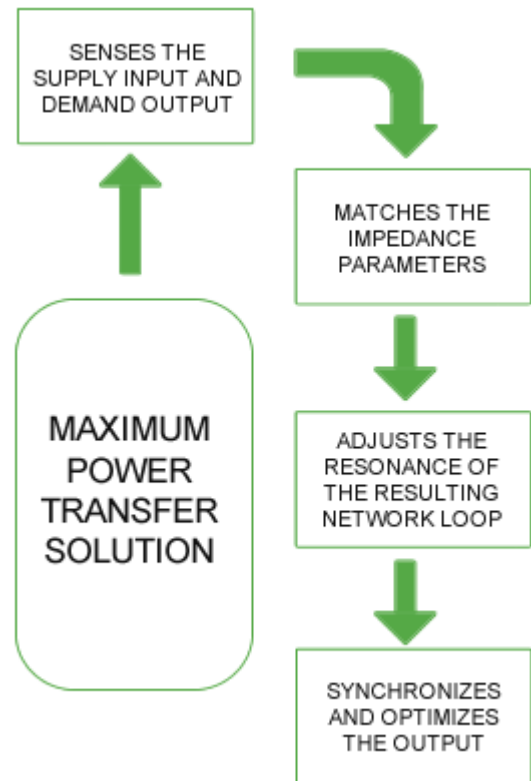 SENSES THE
SUPPLY INPUT AND
DEMAND OUTPUT
MATCHES THE
IMPEDANCE
PARAMETERS
MAXIMUM
POWER
TRANSFER
SOLUTION
ADJUSTS THE
RESONANCE OF
THE RESULTING
NETWORK LOOP
SYNCHRONIZES
AND OPTIMIZES
THE OUTPUT